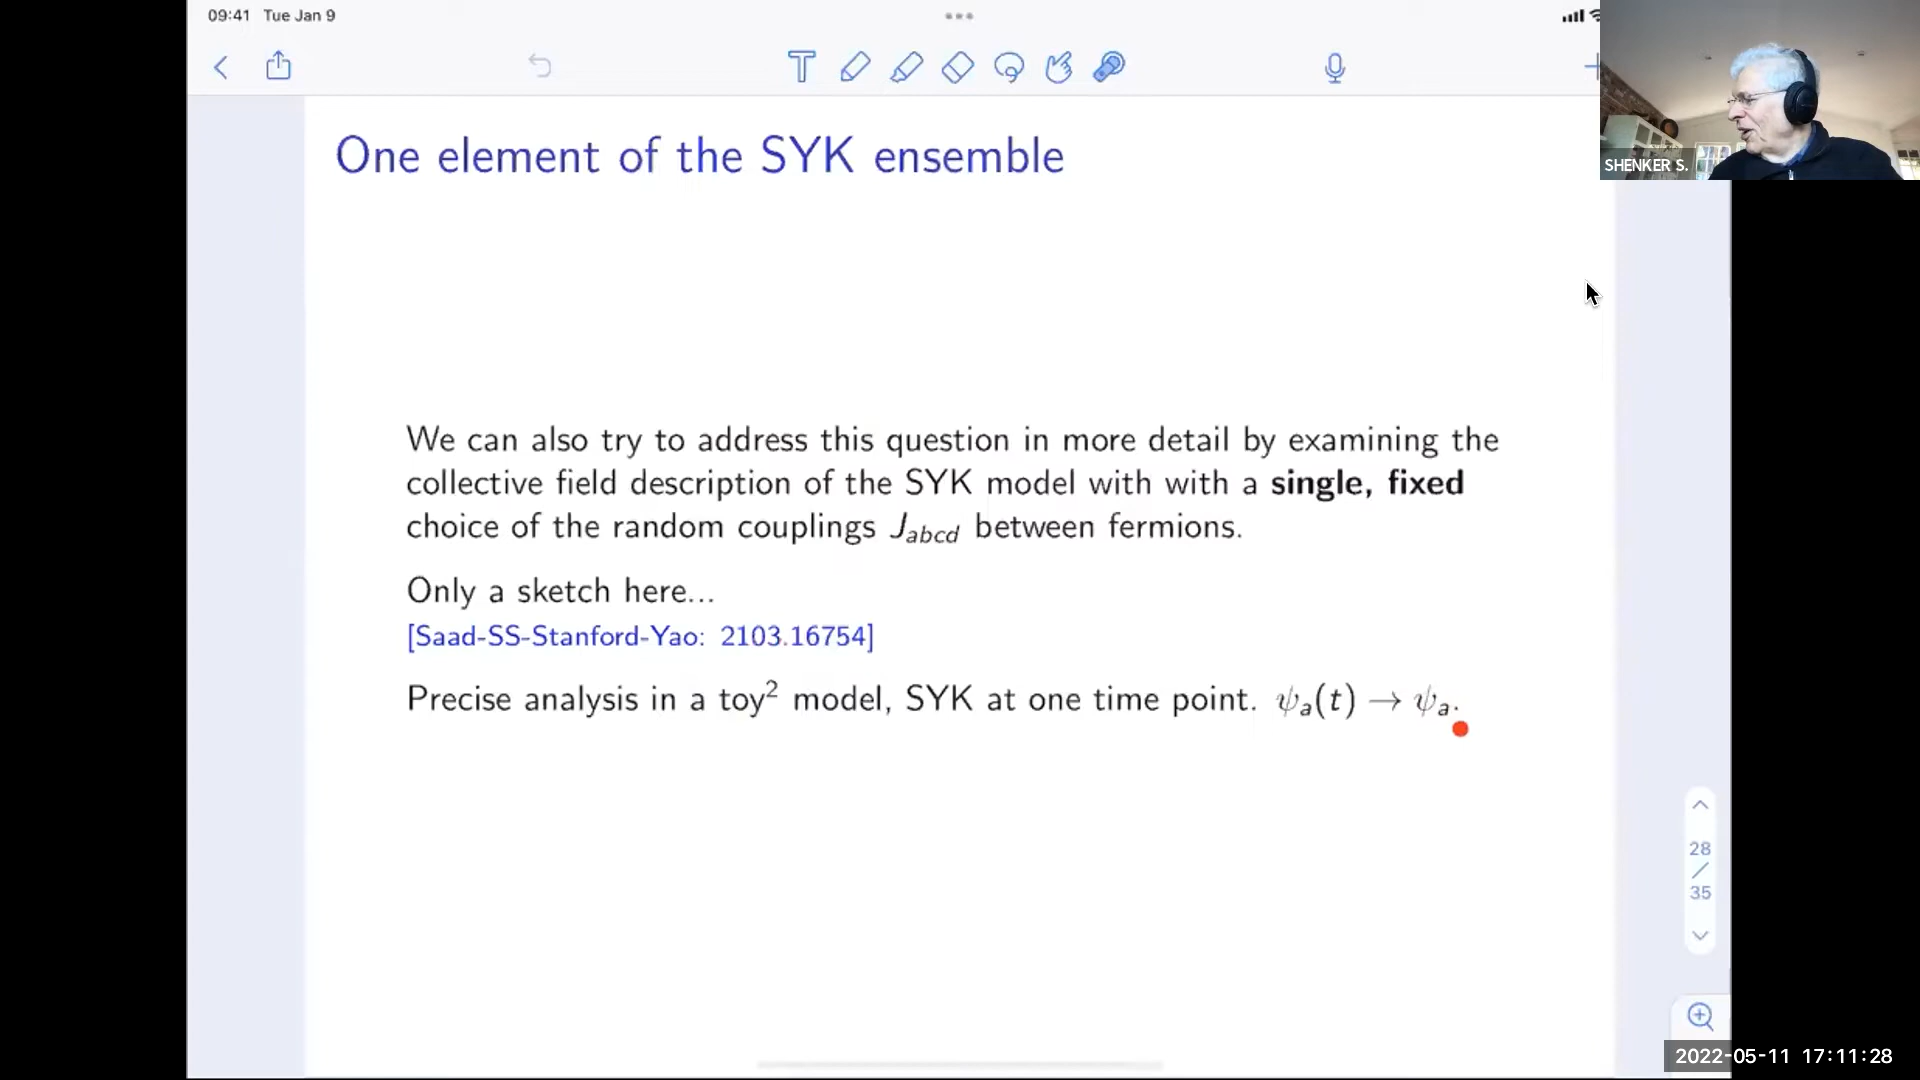 09:41 Tue Jan 9
SHENKER S.
One element of the SYK ensemble
We can also try to address this question in more detail by examining the
collective field description of the SYK model with with a single, fixed
choice of the random couplings J_{abcd} between fermions.
Only a sketch here...
[Saad-SS-Stanford-Yao: 2103.16754]
Precise analysis in a toy² model, SYK at one time point. ψ_a(t) → ψ_a.
28
/
35
2022-05-11 17:11:28